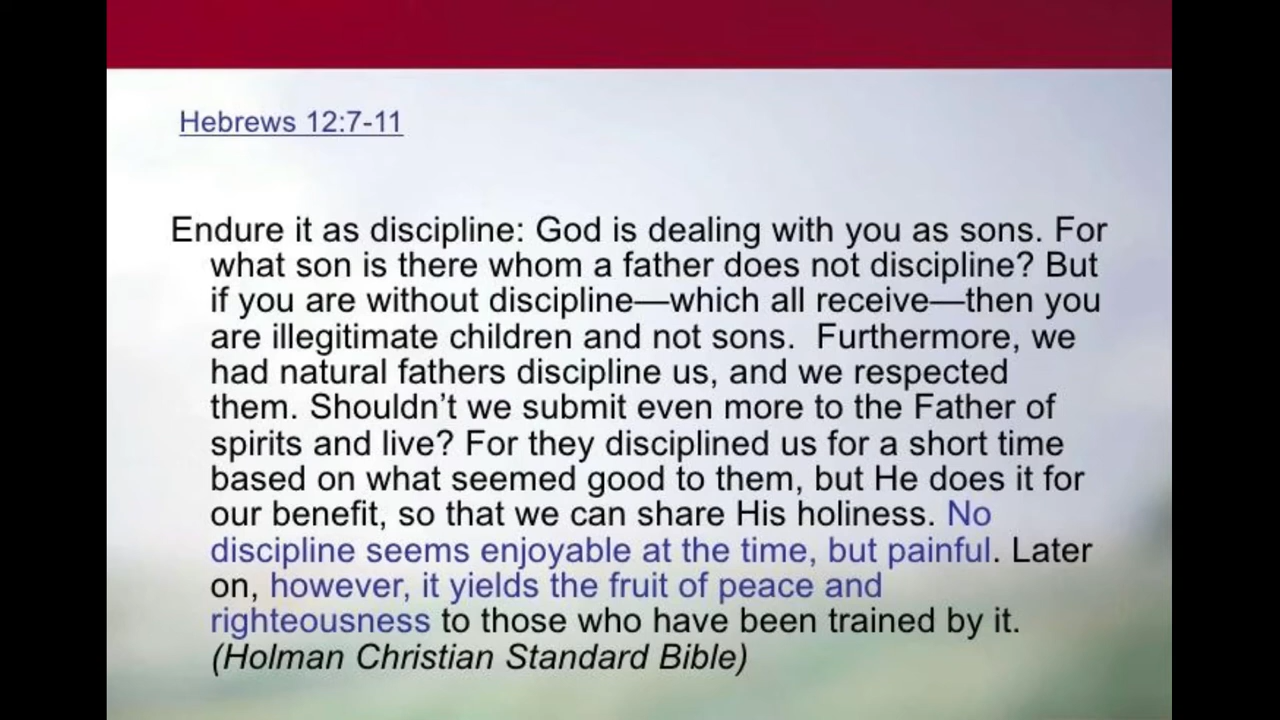 Hebrews 12:7-11
Endure it as discipline: God is dealing with you as sons. For
what son is there whom a father does not discipline? But
if you are without discipline—which all receive—then you
are illegitimate children and not sons.  Furthermore, we
had natural fathers discipline us, and we respected
them. Shouldn’t we submit even more to the Father of
spirits and live? For they disciplined us for a short time
based on what seemed good to them, but He does it for
our benefit, so that we can share His holiness. No
discipline seems enjoyable at the time, but painful. Later
on, however, it yields the fruit of peace and
righteousness to those who have been trained by it.
(Holman Christian Standard Bible)